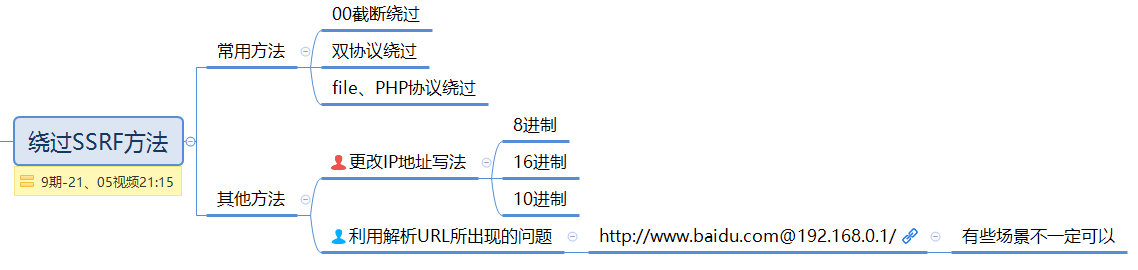 绕过SSRF方法
9期-21、05视频21:15
常用方法
00截断绕过
双协议绕过
file、PHP协议绕过
其他方法
更改IP地址写法
8进制
16进制
10进制
利用解析URL所出现的问题
http://www.baidu.com@192.168.0.1/
有些场景不一定可以